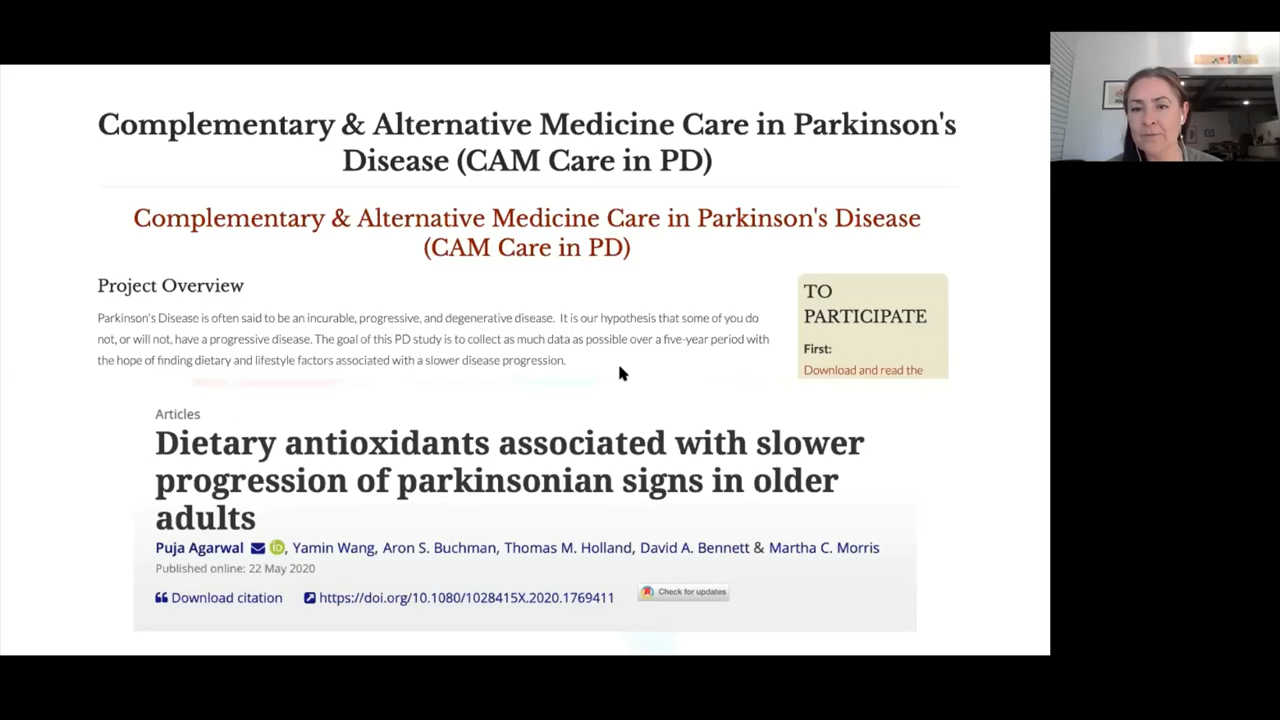 Complementary & Alternative Medicine Care in Parkinson's
Disease (CAM Care in PD)
Complementary & Alternative Medicine Care in Parkinson's Disease
(CAM Care in PD)
Project Overview
Parkinson's Disease is often said to be an incurable, progressive, and degenerative disease. It is our hypothesis that some of you do
not, or will not, have a progressive disease. The goal of this PD study is to collect as much data as possible over a five-year period with
the hope of finding dietary and lifestyle factors associated with a slower disease progression.
TO
PARTICIPATE
First:
Download and read the
Articles
Dietary antioxidants associated with slower
progression of parkinsonian signs in older
adults
Puja Agarwal iD, Yamin Wang, Aron S. Buchman, Thomas M. Holland, David A. Bennett & Martha C. Morris
Published online: 22 May 2020
Download citation https://doi.org/10.1080/1028415X.2020.1769411 Check for updates